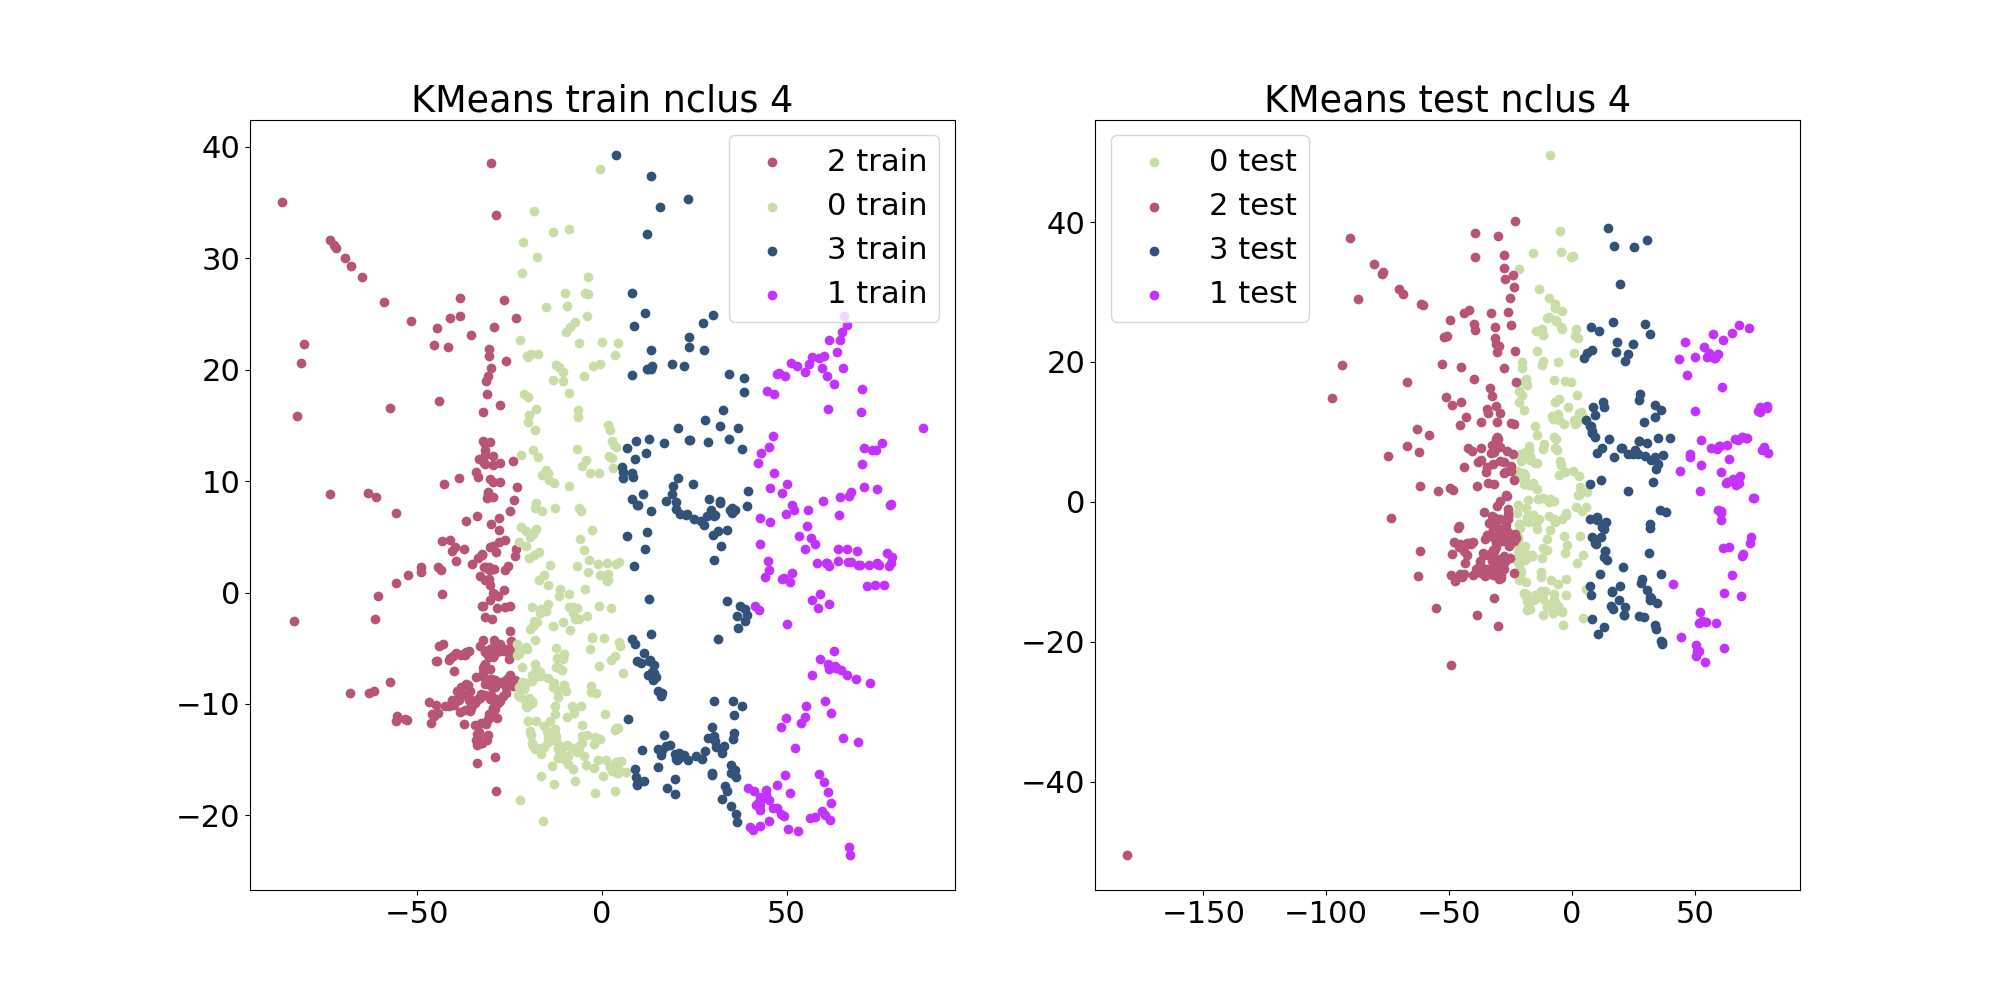 KMeans train nclus 4
40
30
20
10
0
−10
−20
−50
0
50
2 train
0 train
3 train
1 train
KMeans test nclus 4
40
20
0
−20
−40
−150
−100
−50
0
50
0 test
2 test
3 test
1 test